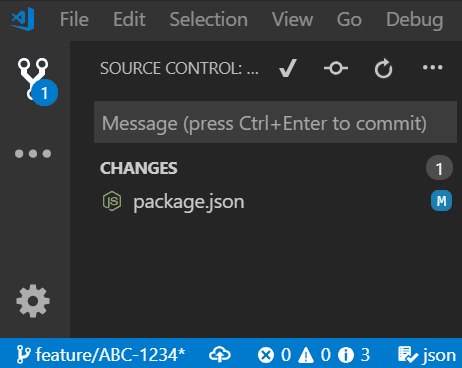 File Edit Selection View Go Debug
SOURCE CONTROL: ...
1
Message (press Ctrl+Enter to commit)
CHANGES 1
JS package.json M
feature/ABC-1234* 0 0 3 json